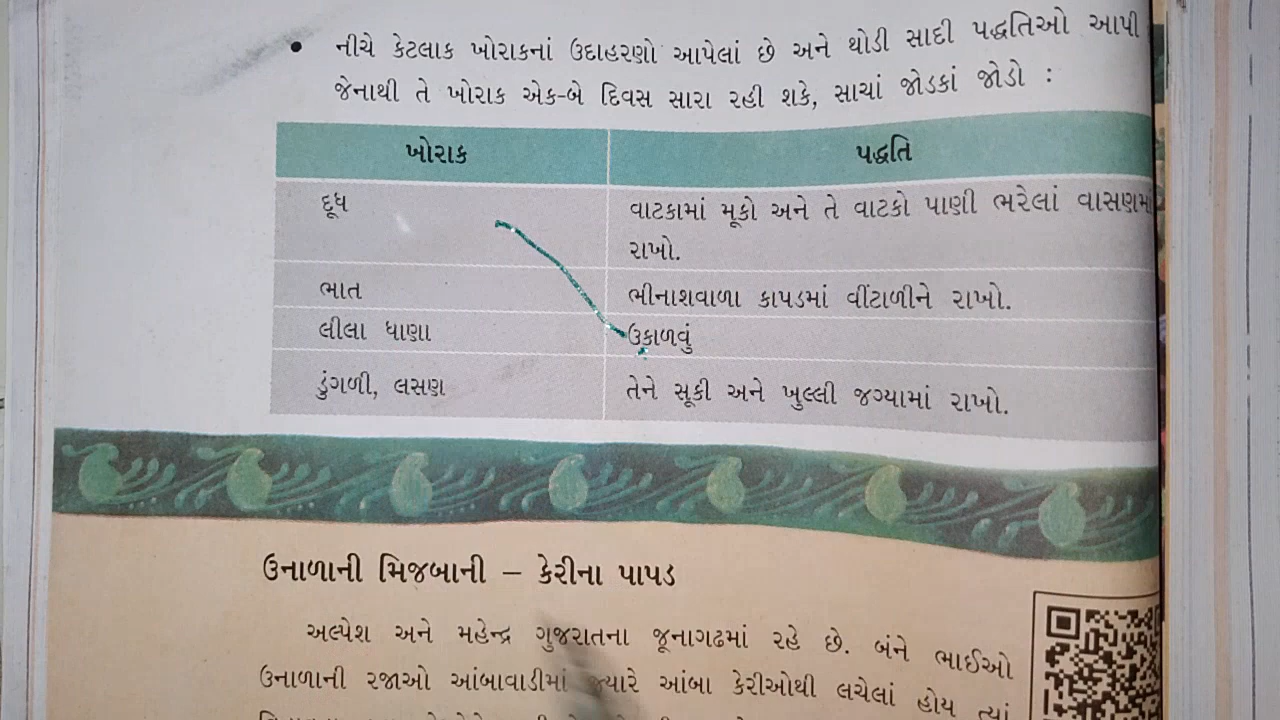 • નીચે કેટલાક ખોરાકનાં ઉદાહરણો આપેલાં છે અને થોડી સાદી પદ્ધતિઓ આપી
જેનાથી તે ખોરાક એક-બે દિવસ સારા રહી શકે, સાચાં જોડકાં જોડો :
ખોરાક પદ્ધતિ
દૂધ વાટકામાં મૂકો અને તે વાટકો પાણી ભરેલાં વાસણમાં
રાખો.
ભાત ભીનાશવાળા કાપડમાં વીંટાળીને રાખો.
લીલા ધાણા ઉકાળવું
ડુંગળી, લસણ તેને સૂકી અને ખુલ્લી જગ્યામાં રાખો.
ઉનાળાની મિજબાની – કેરીના પાપડ
અલ્પેશ અને મહેન્દ્ર ગુજરાતના જૂનાગઢમાં રહે છે. બંને ભાઈઓ
ઉનાળાની રજાઓ આંબાવાડીમાં જ્યારે આંબા કેરીઓથી લચેલાં હોય ત્યાં